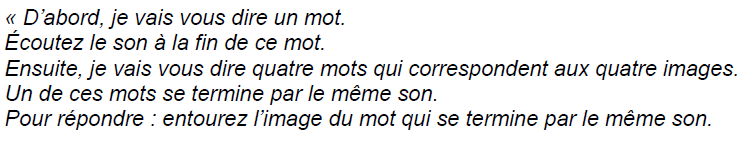 « D’abord, je vais vous dire un mot.
Écoutez le son à la fin de ce mot.
Ensuite, je vais vous dire quatre mots qui correspondent aux quatre images.
Un de ces mots se termine par le même son.
Pour répondre : entourez l’image du mot qui se termine par le même son.